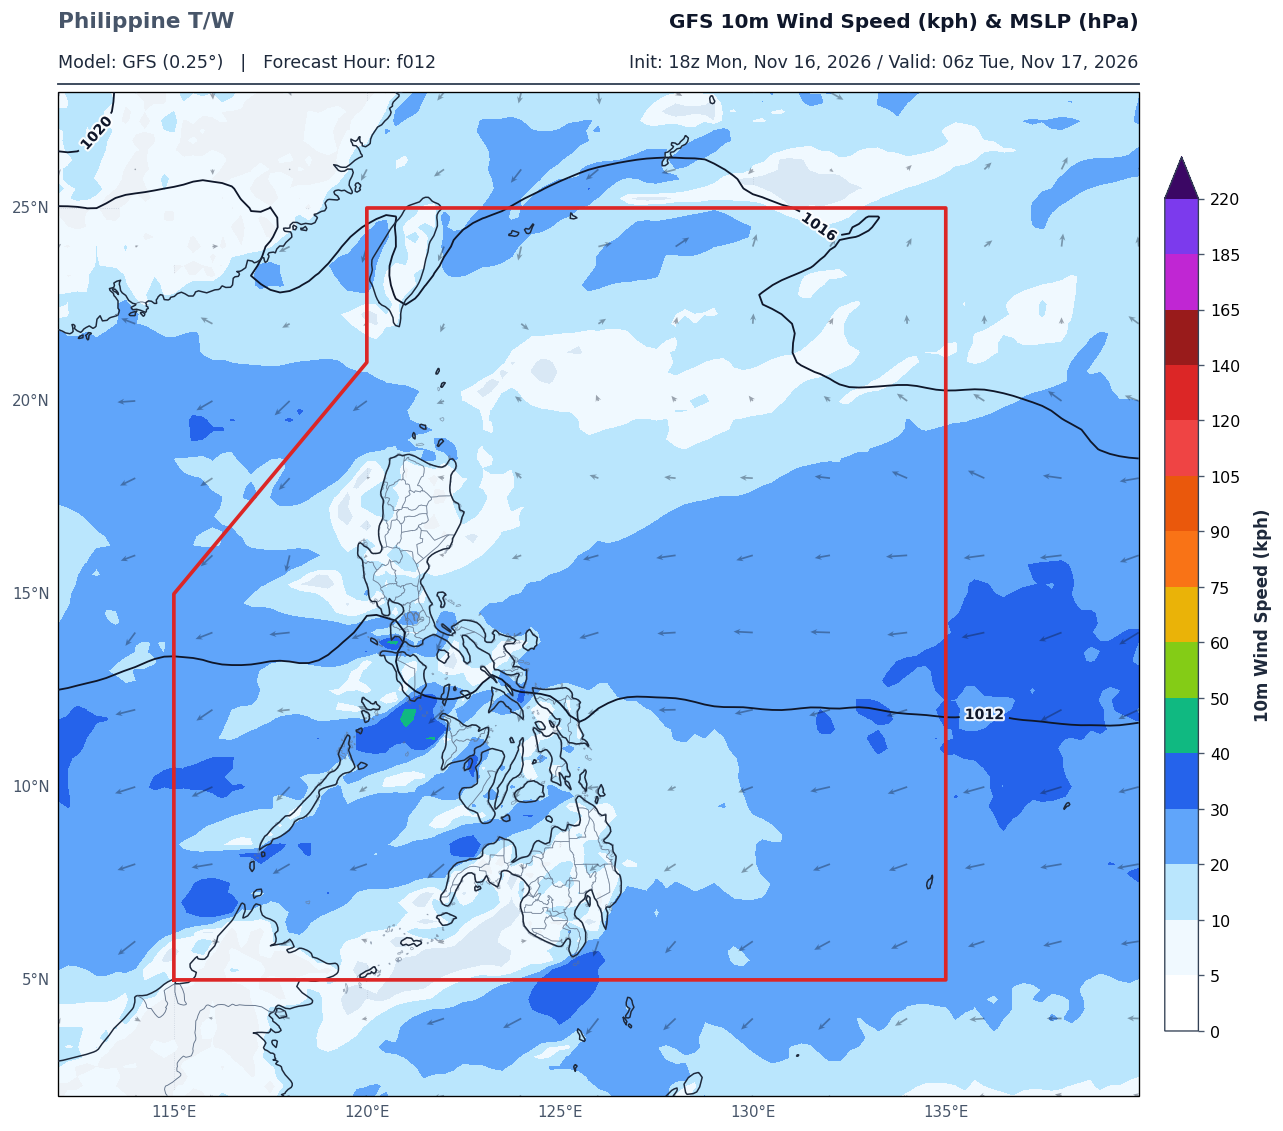 Philippine T/W
GFS 10m Wind Speed (kph) & MSLP (hPa)
Model: GFS (0.25°) | Forecast Hour: f012
Init: 18z Mon, Nov 16, 2026 / Valid: 06z Tue, Nov 17, 2026
1020
1016
1012
25°N
20°N
15°N
10°N
5°N
115°E
120°E
125°E
130°E
135°E
220
185
165
140
120
105
90
75
60
50
40
30
20
10
5
0
10m Wind Speed (kph)